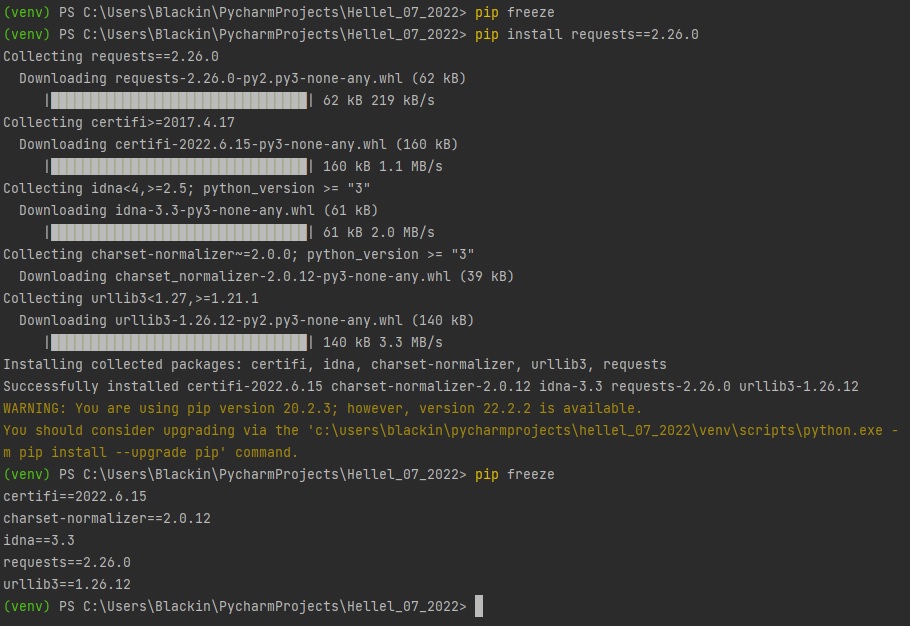 (venv) PS C:\Users\Blackin\PycharmProjects\Hellel_07_2022> pip freeze
(venv) PS C:\Users\Blackin\PycharmProjects\Hellel_07_2022> pip install requests==2.26.0
Collecting requests==2.26.0
Downloading requests-2.26.0-py2.py3-none-any.whl (62 kB)
|████████████████████████████████| 62 kB 219 kB/s
Collecting certifi>=2017.4.17
Downloading certifi-2022.6.15-py3-none-any.whl (160 kB)
|████████████████████████████████| 160 kB 1.1 MB/s
Collecting idna<4,>=2.5; python_version >= "3"
Downloading idna-3.3-py3-none-any.whl (61 kB)
|████████████████████████████████| 61 kB 2.0 MB/s
Collecting charset-normalizer~=2.0.0; python_version >= "3"
Downloading charset_normalizer-2.0.12-py3-none-any.whl (39 kB)
Collecting urllib3<1.27,>=1.21.1
Downloading urllib3-1.26.12-py2.py3-none-any.whl (140 kB)
|████████████████████████████████| 140 kB 3.3 MB/s
Installing collected packages: certifi, idna, charset-normalizer, urllib3, requests
Successfully installed certifi-2022.6.15 charset-normalizer-2.0.12 idna-3.3 requests-2.26.0 urllib3-1.26.12
WARNING: You are using pip version 20.2.3; however, version 22.2.2 is available.
You should consider upgrading via the 'c:\users\blackin\pycharmprojects\hellel_07_2022\venv\scripts\python.exe -
m pip install --upgrade pip' command.
(venv) PS C:\Users\Blackin\PycharmProjects\Hellel_07_2022> pip freeze
certifi==2022.6.15
charset-normalizer==2.0.12
idna==3.3
requests==2.26.0
urllib3==1.26.12
(venv) PS C:\Users\Blackin\PycharmProjects\Hellel_07_2022>